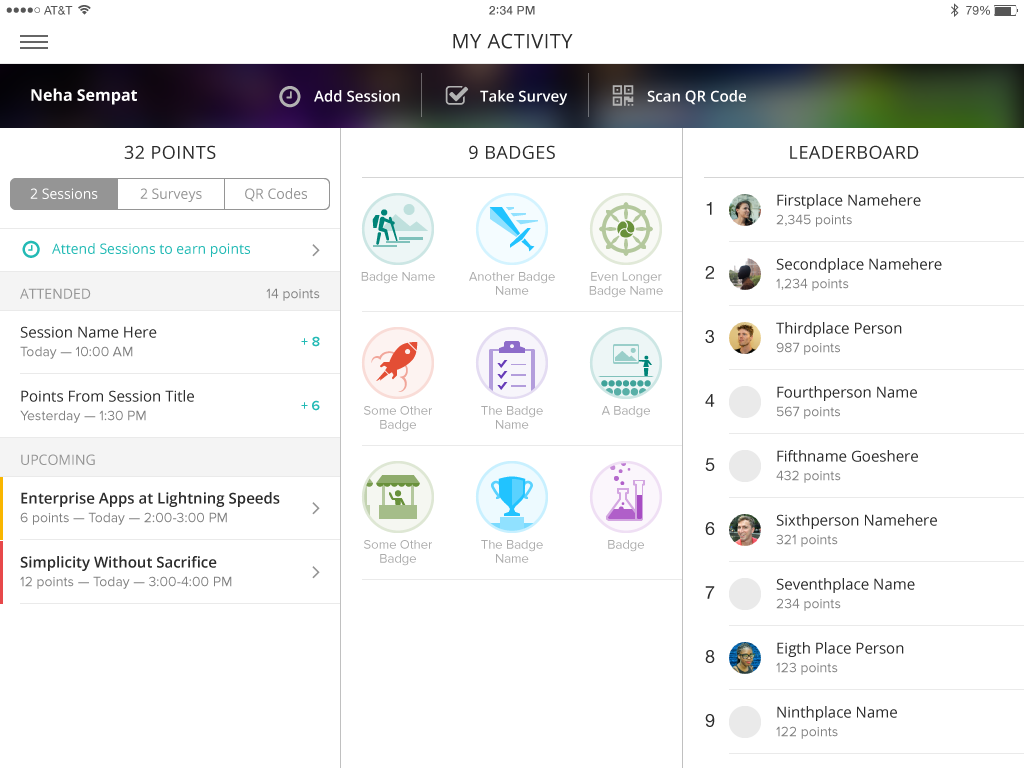 AT&T
2:34 PM
79%
MY ACTIVITY
Neha Sempat
Add Session
Take Survey
Scan QR Code
32 POINTS
2 Sessions
2 Surveys
QR Codes
Attend Sessions to earn points
ATTENDED
14 points
Session Name Here
Today — 10:00 AM
+ 8
Points From Session Title
Yesterday — 1:30 PM
+ 6
UPCOMING
Enterprise Apps at Lightning Speeds
6 points — Today — 2:00-3:00 PM
Simplicity Without Sacrifice
12 points — Today — 3:00-4:00 PM
9 BADGES
Badge Name
Another Badge
Name
Even Longer
Badge Name
Some Other
Badge
The Badge
Name
A Badge
Some Other
Badge
The Badge
Name
Badge
LEADERBOARD
1
Firstplace Namehere
2,345 points
2
Secondplace Namehere
1,234 points
3
Thirdplace Person
987 points
4
Fourthperson Name
567 points
5
Fifthname Goeshere
432 points
6
Sixthperson Namehere
321 points
7
Seventhplace Name
234 points
8
Eigth Place Person
123 points
9
Ninthplace Name
122 points